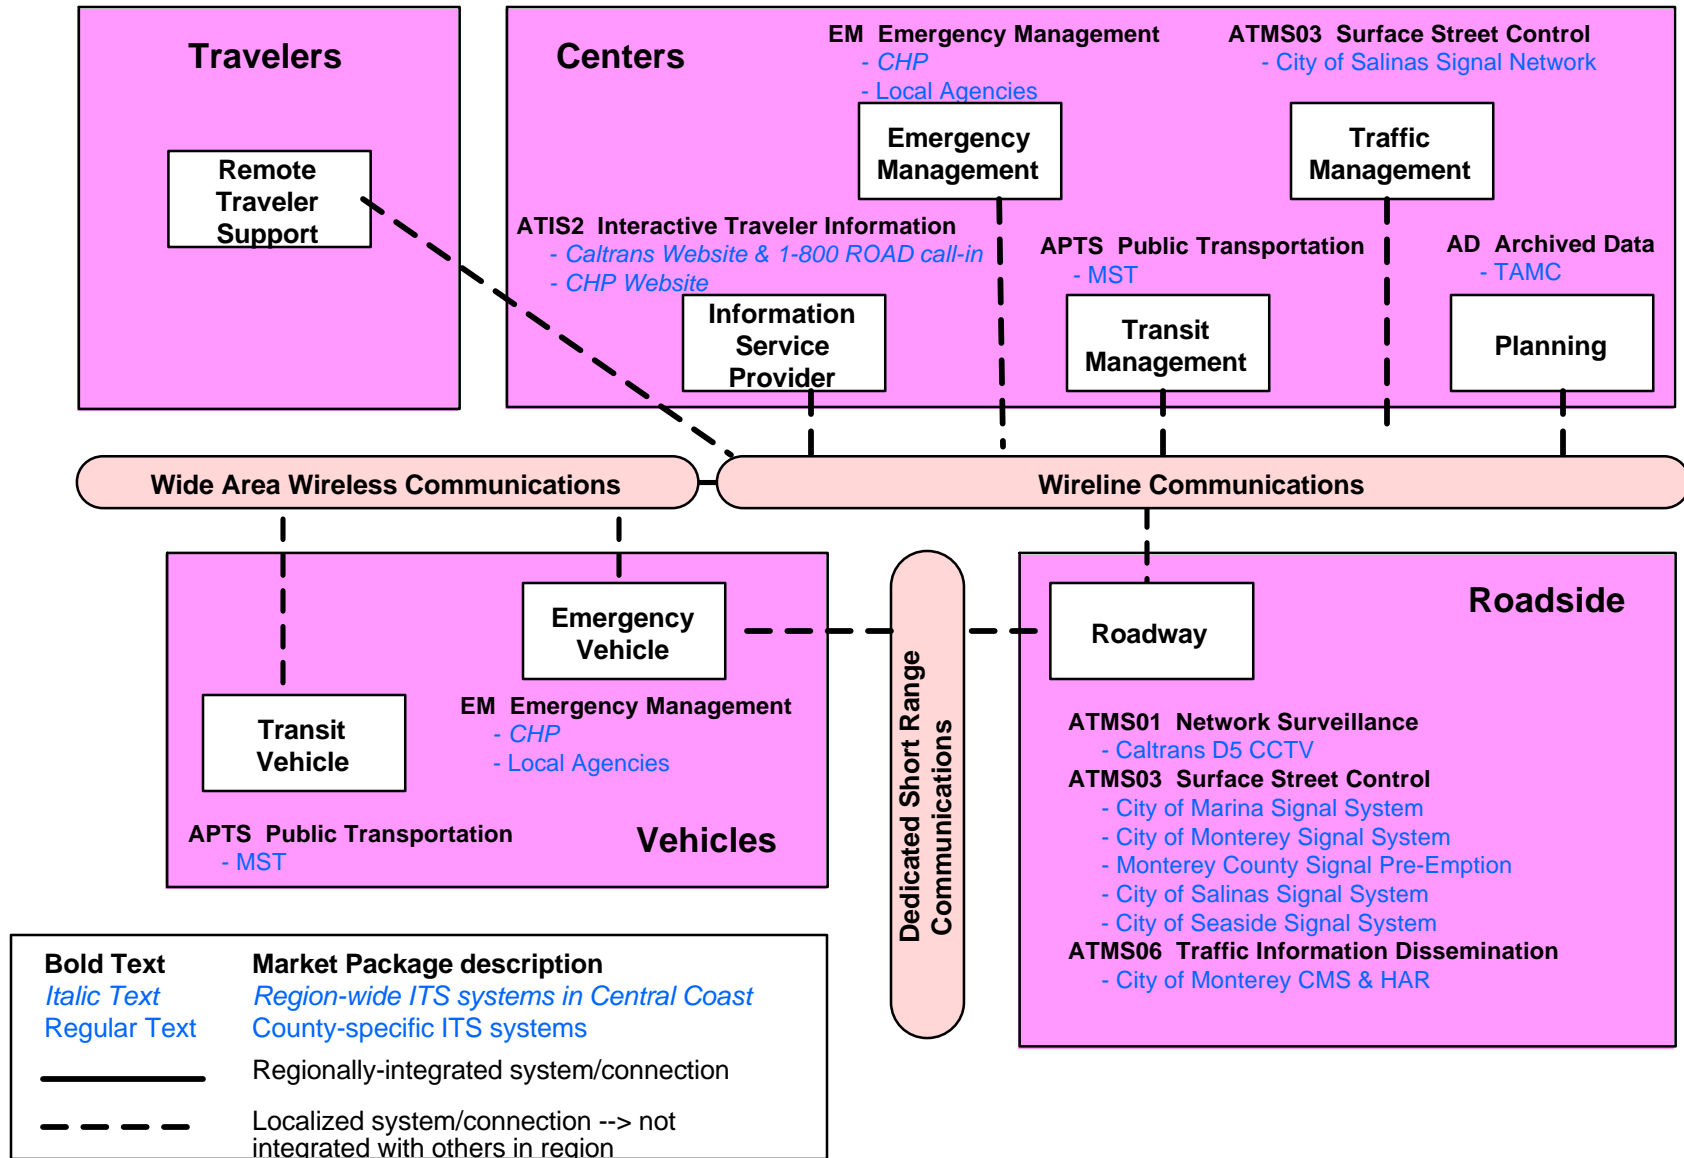 Travelers
Remote
Traveler
Support
Centers
EM  Emergency Management
- CHP
- Local Agencies
Emergency
Management
ATMS03  Surface Street Control
- City of Salinas Signal Network
Traffic
Management
ATIS2  Interactive Traveler Information
- Caltrans Website & 1-800 ROAD call-in
- CHP Website
Information
Service
Provider
APTS  Public Transportation
- MST
Transit
Management
AD  Archived Data
- TAMC
Planning
Wide Area Wireless Communications
Wireline Communications
Emergency
Vehicle
EM  Emergency Management
- CHP
- Local Agencies
Transit
Vehicle
APTS  Public Transportation
- MST
Vehicles
Dedicated Short Range
Communications
Roadside
Roadway
ATMS01  Network Surveillance
- Caltrans D5 CCTV
ATMS03  Surface Street Control
- City of Marina Signal System
- City of Monterey Signal System
- Monterey County Signal Pre-Emption
- City of Salinas Signal System
- City of Seaside Signal System
ATMS06  Traffic Information Dissemination
- City of Monterey CMS & HAR
Bold Text  Market Package description
Italic Text  Region-wide ITS systems in Central Coast
Regular Text  County-specific ITS systems
Regionally-integrated system/connection
Localized system/connection --> not
integrated with others in region